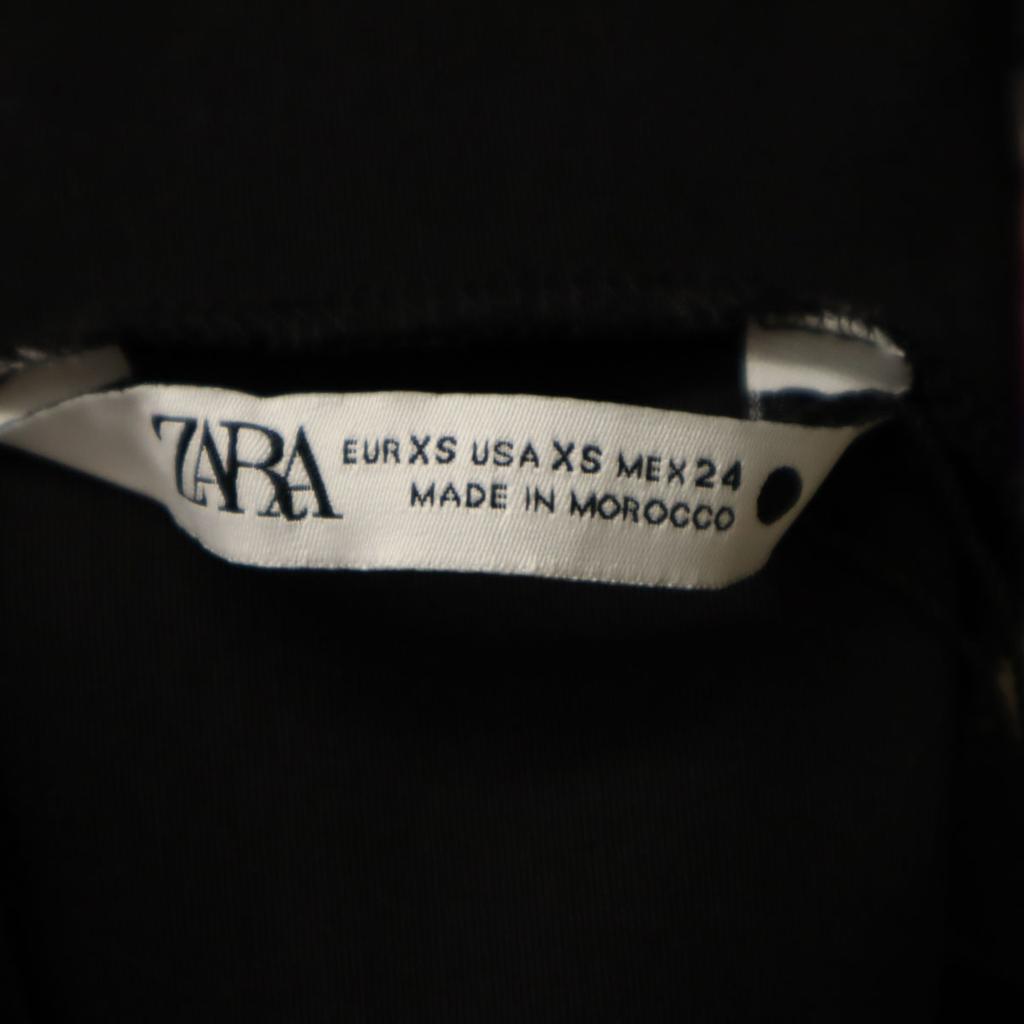 ZARA EUR XS USA XS MEX 24
MADE IN MOROCCO